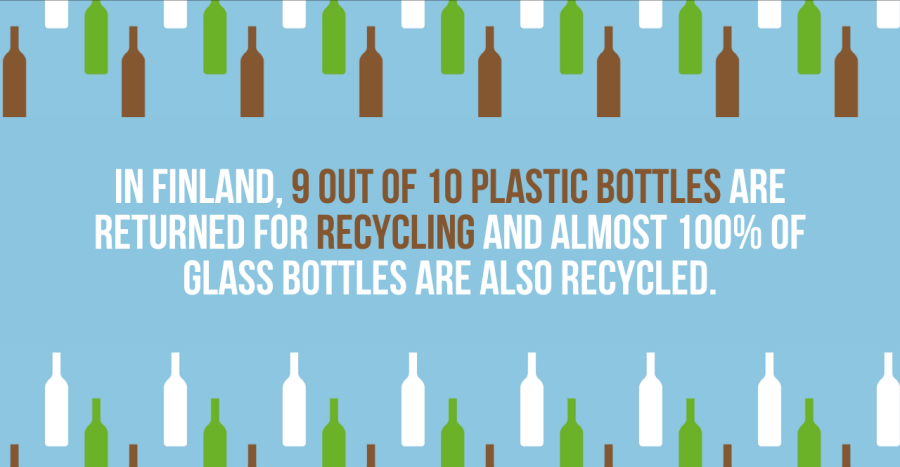 IN FINLAND, 9 OUT OF 10 PLASTIC BOTTLES ARE
RETURNED FOR RECYCLING AND ALMOST 100% OF
GLASS BOTTLES ARE ALSO RECYCLED.